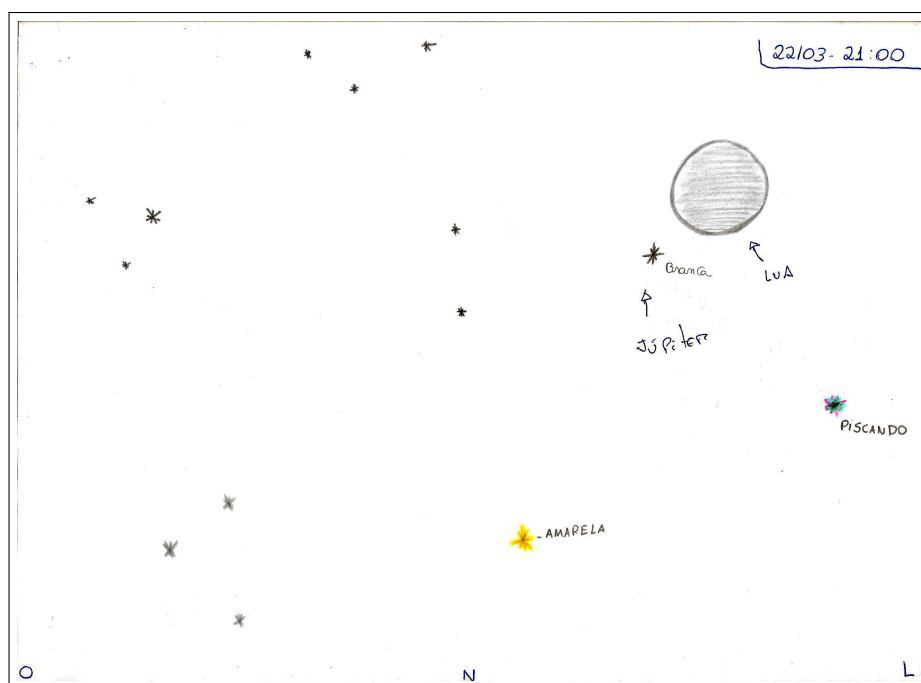 22/03 - 21:00
Branca
LUA
JúPiTER
PISCANDO
- AMARELA
O N L